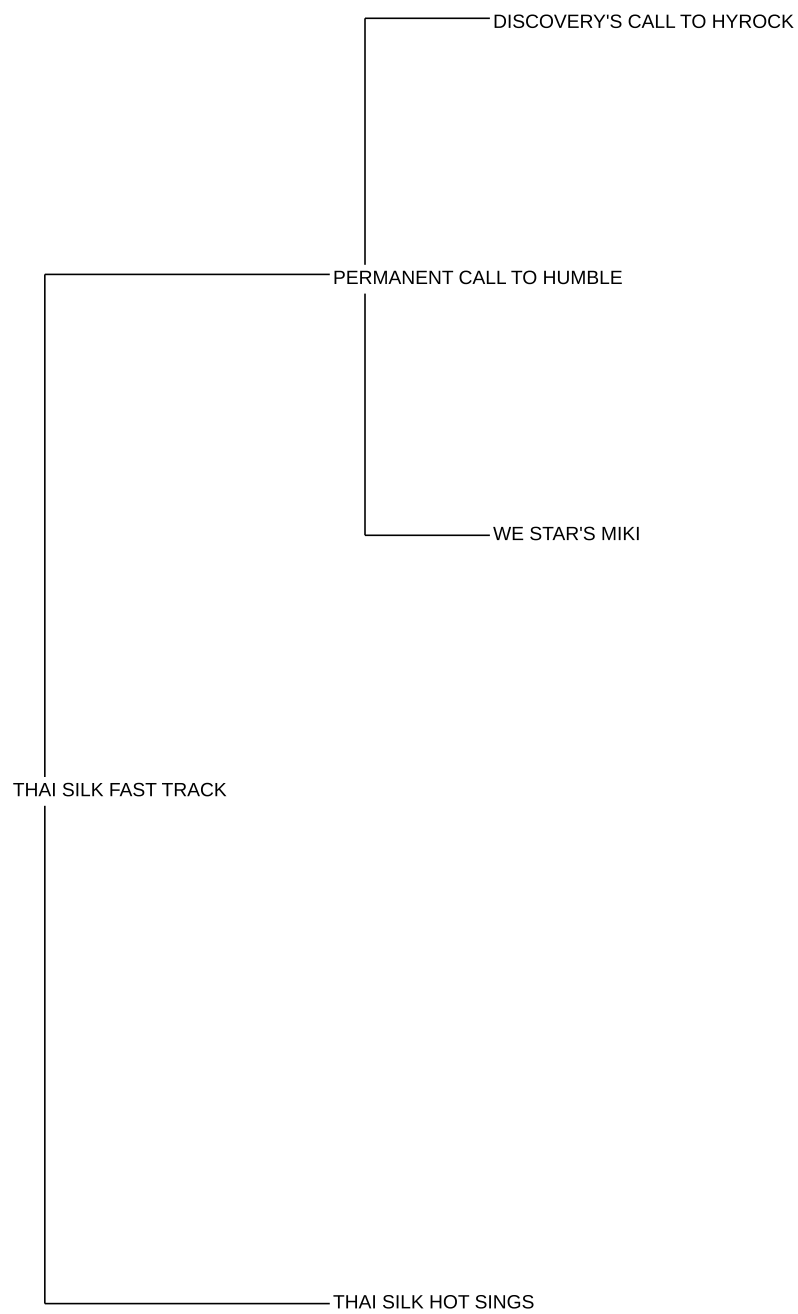 DISCOVERY'S CALL TO HYROCK
PERMANENT CALL TO HUMBLE
WE STAR'S MIKI
THAI SILK FAST TRACK
THAI SILK HOT SINGS